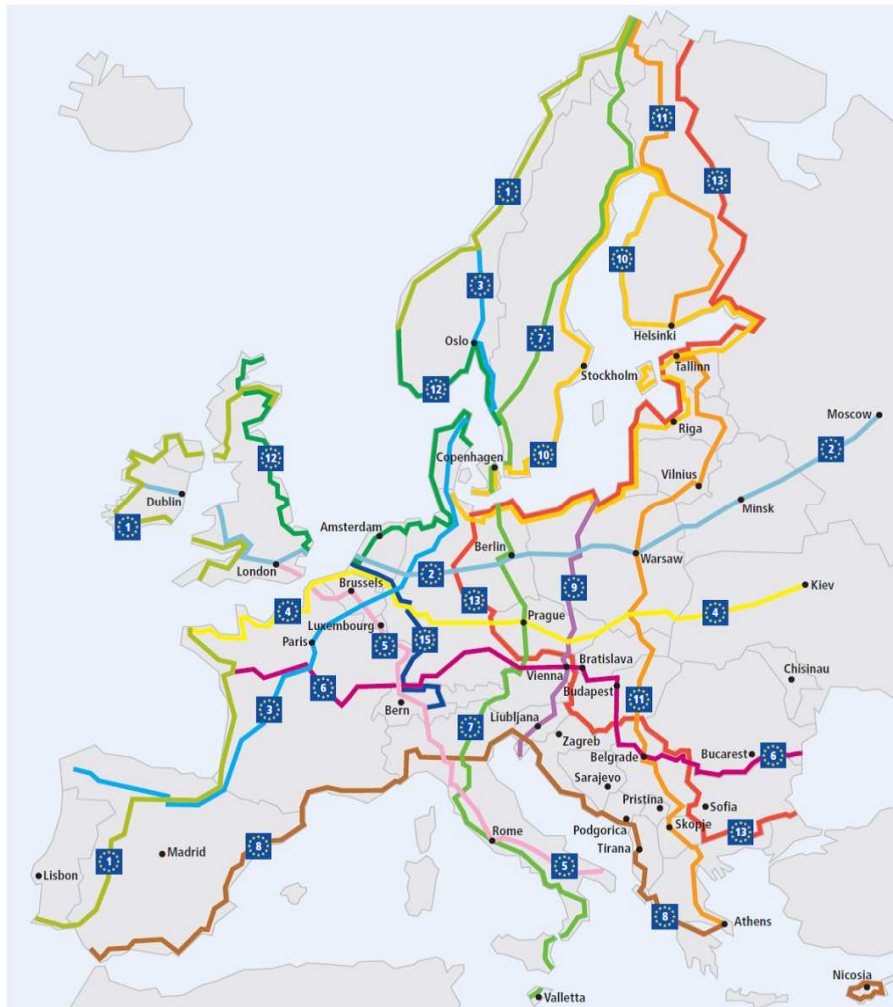 11
1
13
3
10
Oslo
7
Helsinki
12
Stockholm
Tallinn
Moscow
Riga
2
12
10
Copenhagen
Vilnius
Dublin
Minsk
1
Amsterdam
London
Berlin
Warsaw
Brussels
2
9
Kiev
4
13
4
Luxembourg
Prague
Paris
5
15
Vienna
Bratislava
Chisinau
6
Budapest
Bern
11
3
7
Liubljana
Zagreb
Bucarest
6
Belgrade
Sarajevo
Pristina
Sofia
Rome
Podgorica
Skopje
13
8
Madrid
Tirana
1
5
Lisbon
8
Athens
Nicosia
Valletta